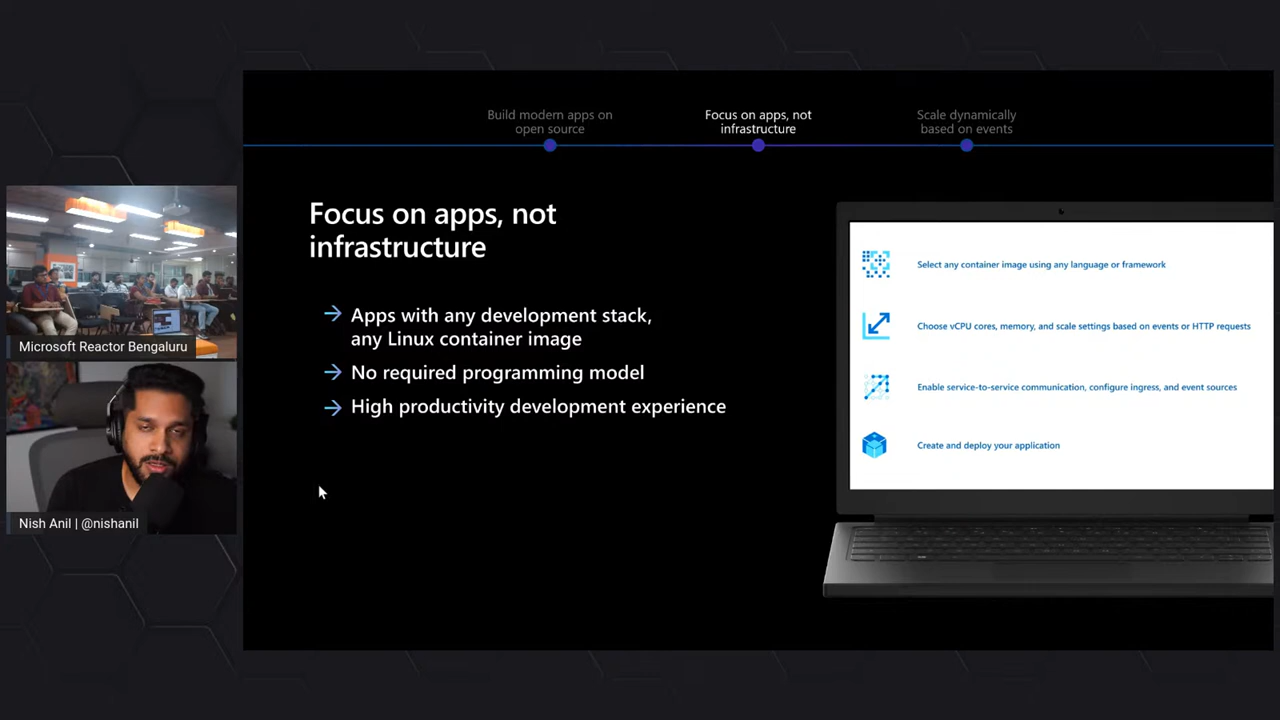 Build modern apps on
open source
Focus on apps, not
infrastructure
Scale dynamically
based on events
Focus on apps, not
infrastructure
Apps with any development stack,
any Linux container image
No required programming model
High productivity development experience
Select any container image using any language or framework
Choose vCPU cores, memory, and scale settings based on events or HTTP requests
Enable service-to-service communication, configure ingress, and event sources
Create and deploy your application
Microsoft Reactor Bengaluru
Nish Anil | @nishanil